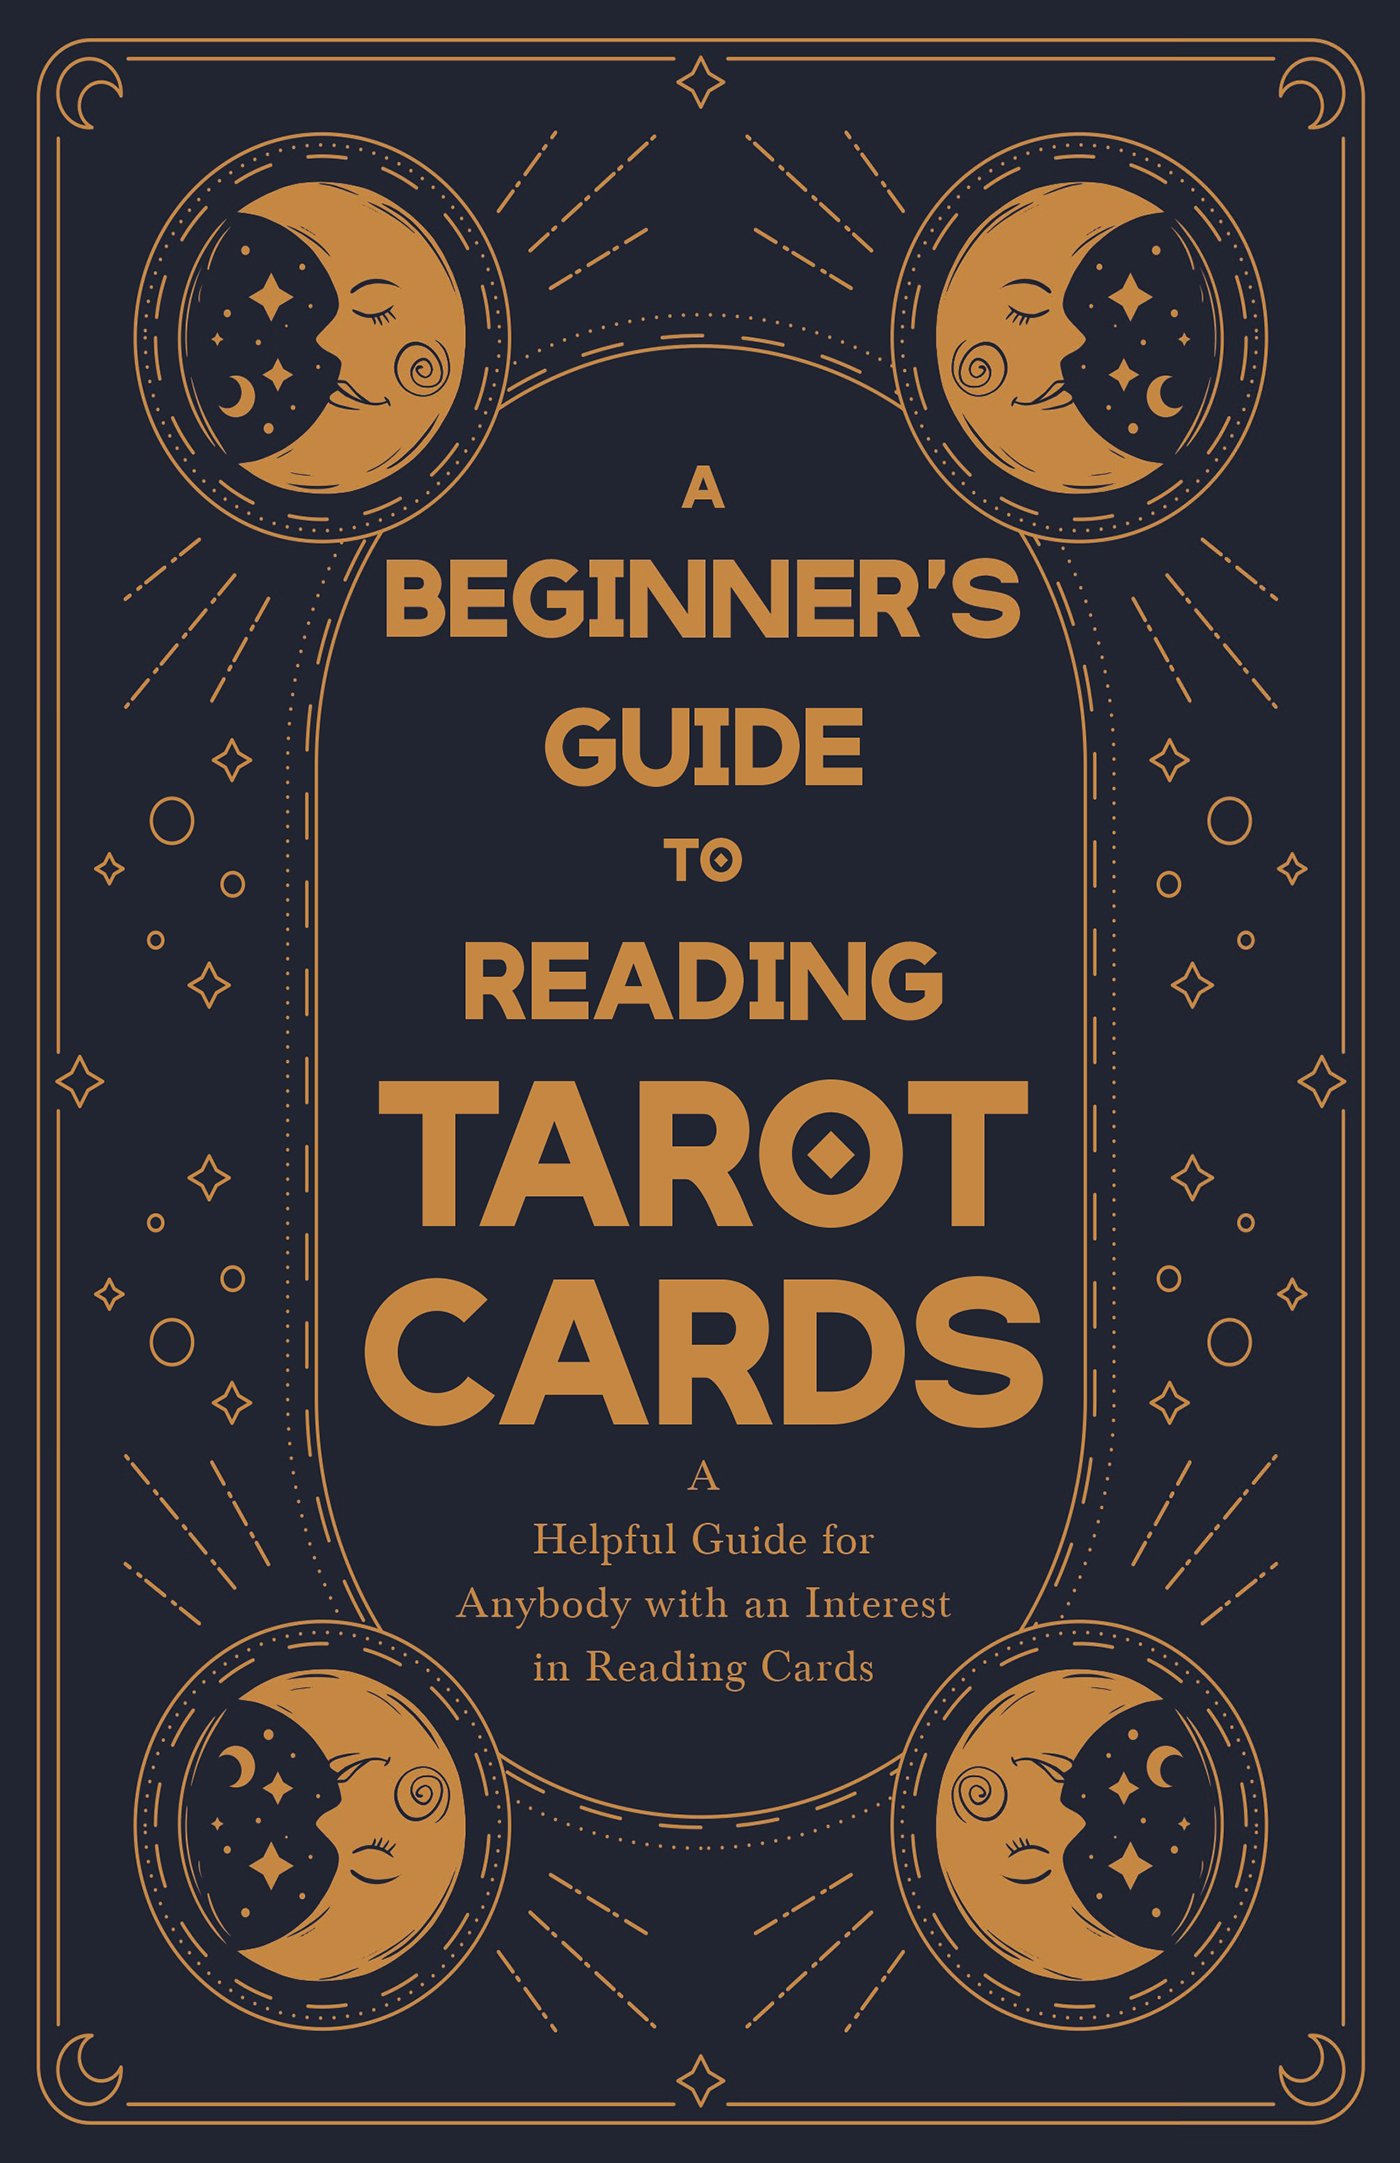 A
BEGINNER'S
GUIDE
TO
READING
TAROT
CARDS
A
Helpful Guide for
Anybody with an Interest
in Reading Cards